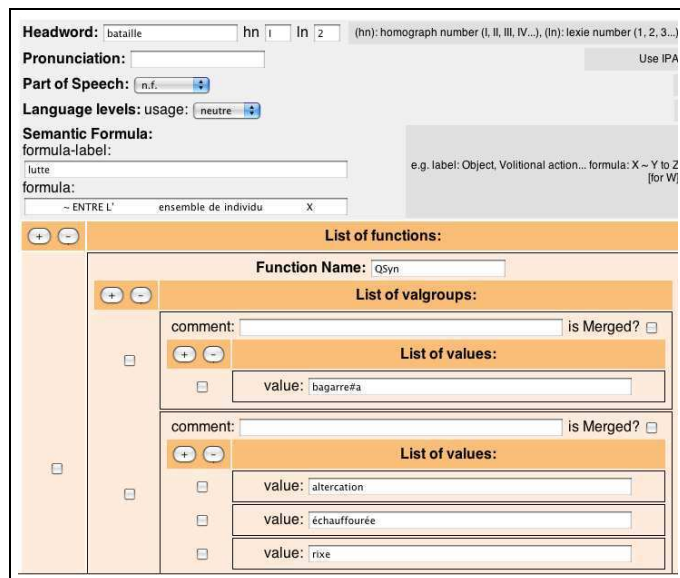 Headword: bataille hn I ln 2 (hn): homograph number (I, II, III, IV...), (ln): lexie number (1, 2, 3...)
Pronunciation: Use IPA
Part of Speech: n.f.
Language levels: usage: neutre
Semantic Formula:
formula-label:
lutte
e.g. label: Object, Volitional action... formula: X ~ Y to Z
[for W]
formula:
~ ENTRE L' ensemble de individu X
+ - List of functions:
Function Name: QSyn
+ - List of valgroups:
comment: is Merged?
+ - List of values:
value: bagarre#a
comment: is Merged?
+ - List of values:
value: altercation
value: échauffourée
value: rixe